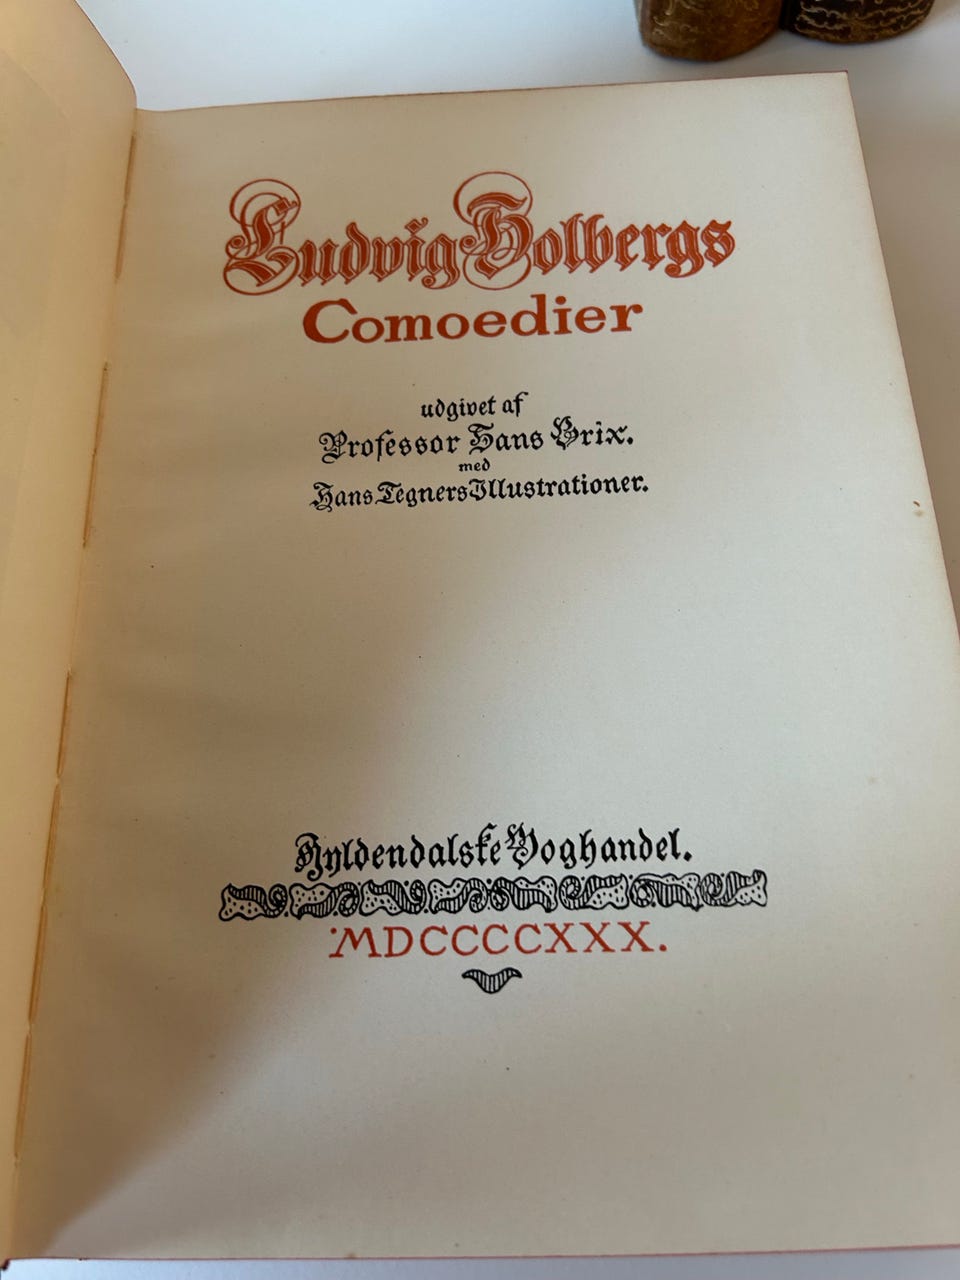 Ludvig Holbergs
Comoedier
udgivet af
Professor Hans Brix.
med
Hans Tegners Illustrationer.
Gyldendalske Boghandel.
MDCCCCXXX.